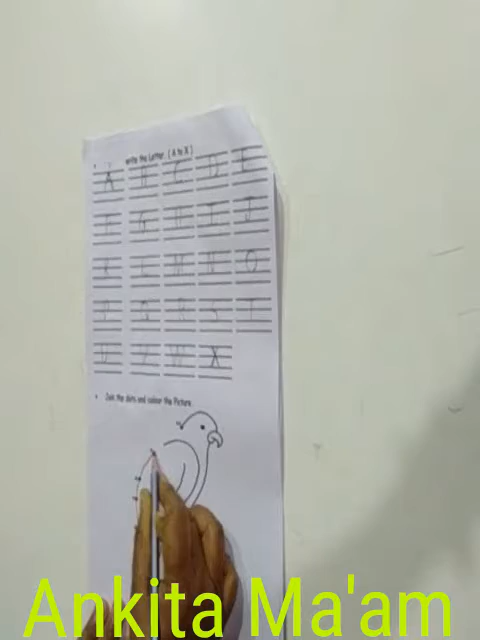 write the Letter. ( A to X )
A B C D E
F G H I J
K L M N O
P Q R S T
U V W X
Join the dots and colour the Picture.
Ankita Ma'am